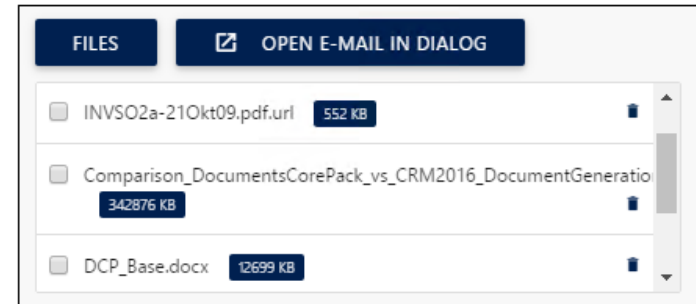 FILES
OPEN E-MAIL IN DIALOG
INVSO2a-21Okt09.pdf.url 552 KB
Comparison_DocumentsCorePack_vs_CRM2016_DocumentGeneratio
342876 KB
DCP_Base.docx 12699 KB